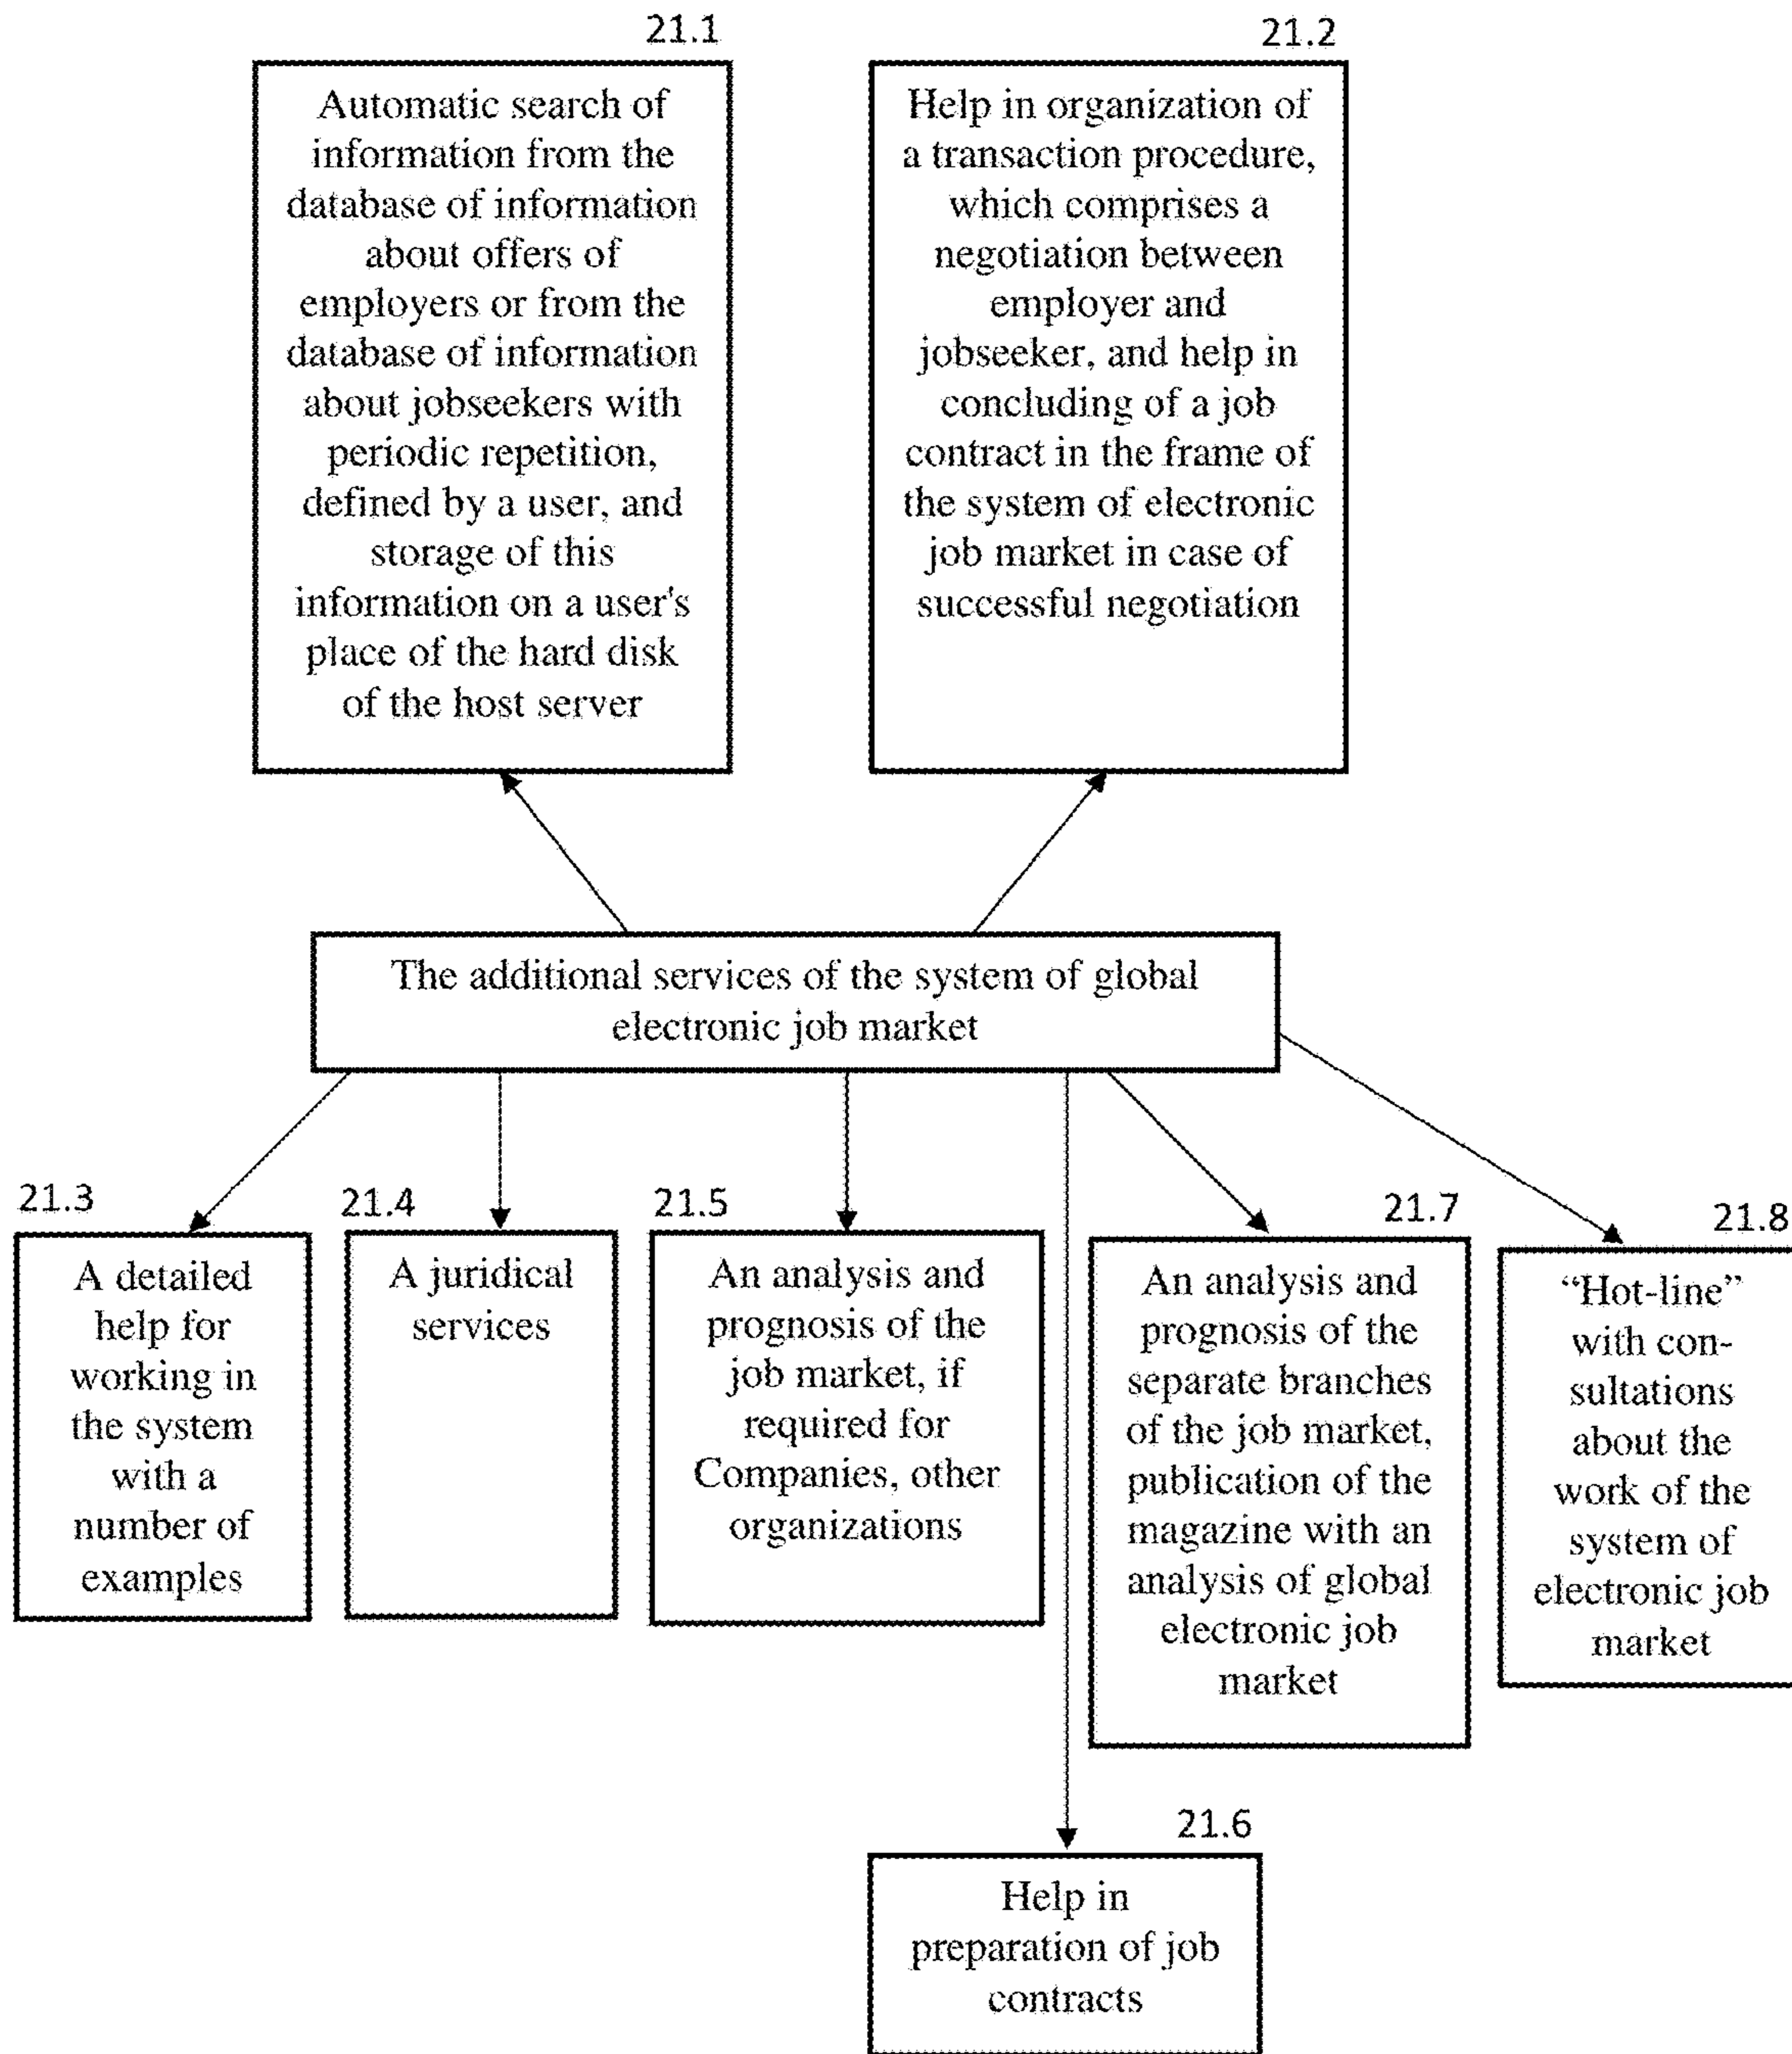 21.1
Automatic search of
information from the
database of information
about offers of
employers or from the
database of information
about jobseekers with
periodic repetition,
defined by a user, and
storage of this
information on a user's
place of the hard disk
of the host server
21.2
Help in organization of
a transaction procedure,
which comprises a
negotiation between
employer and
jobseeker, and help in
concluding of a job
contract in the frame of
the system of electronic
job market in case of
successful negotiation
The additional services of the system of global
electronic job market
21.3
A detailed
help for
working in
the system
with a
number of
examples
21.4
A juridical
services
21.5
An analysis and
prognosis of the
job market, if
required for
Companies, other
organizations
21.7
An analysis and
prognosis of the
separate branches
of the job market,
publication of the
magazine with an
analysis of global
electronic job
market
21.8
“Hot-line”
with con-
sultations
about the
work of the
system of
electronic job
market
21.6
Help in
preparation of job
contracts